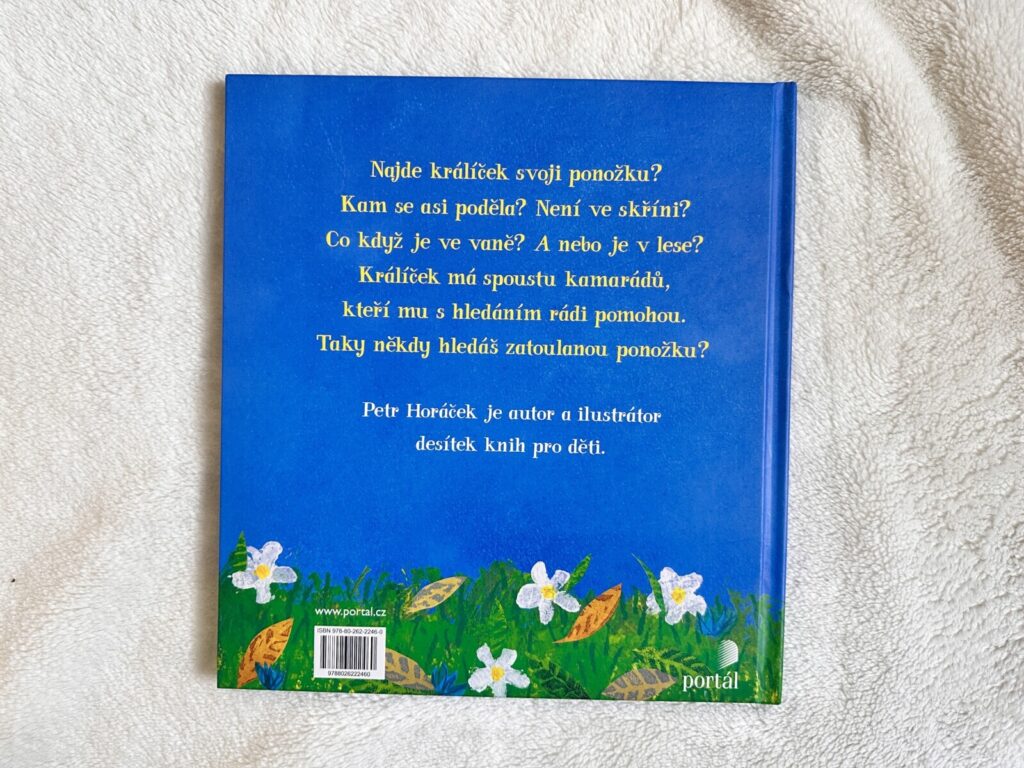 Najde králíček svoji ponožku?
Kam se asi poděla? Není ve skříni?
Co když je ve vaně? A nebo je v lese?
Králíček má spoustu kamarádů,
kteří mu s hledáním rádi pomohou.
Taky někdy hledáš zatoulanou ponožku?
Petr Horáček je autor a ilustrátor
desítek knih pro děti.
www.portal.cz
ISBN 978-80-262-2246-0
9788026222460
portál